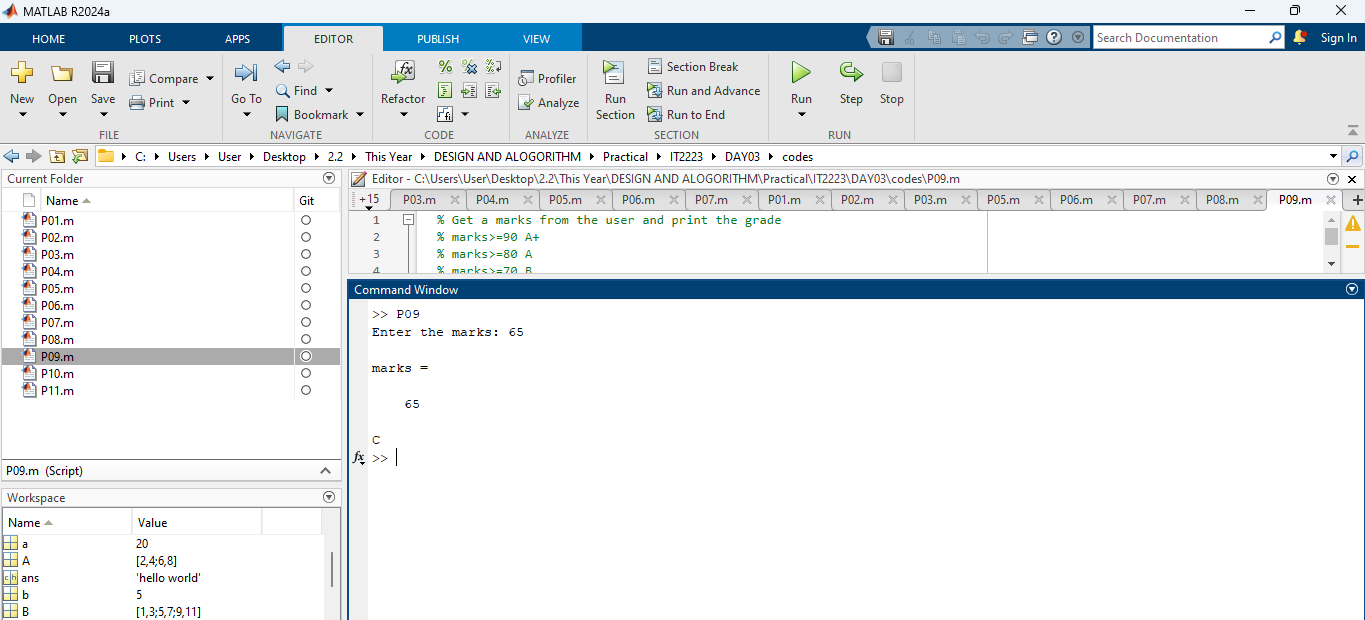 MATLAB R2024a
HOME PLOTS APPS EDITOR PUBLISH VIEW Search Documentation Sign In
New Open Save Compare Print Go To Find Bookmark Refactor Profiler Analyze Run Section Section Break Run and Advance Run to End Run Step Stop
FILE NAVIGATE CODE ANALYZE SECTION RUN
C: Users User Desktop 2.2 This Year DESIGN AND ALOGORITHM Practical IT2223 DAY03 codes
Current Folder
Name Git
P01.m
P02.m
P03.m
P04.m
P05.m
P06.m
P07.m
P08.m
P09.m
P10.m
P11.m
P09.m (Script)
Workspace
Name Value
a 20
A [2,4;6,8]
ans 'hello world'
b 5
B [1,3;5,7;9,11]
Editor - C:\Users\User\Desktop\2.2\This Year\DESIGN AND ALOGORITHM\Practical\IT2223\DAY03\codes\P09.m
+15 P03.m P04.m P05.m P06.m P07.m P01.m P02.m P03.m P05.m P06.m P07.m P08.m P09.m
1 % Get a marks from the user and print the grade
2 % marks>=90 A+
3 % marks>=80 A
4 % marks>=70 B
Command Window
>> P09
Enter the marks: 65
marks =
65
C
fx >>